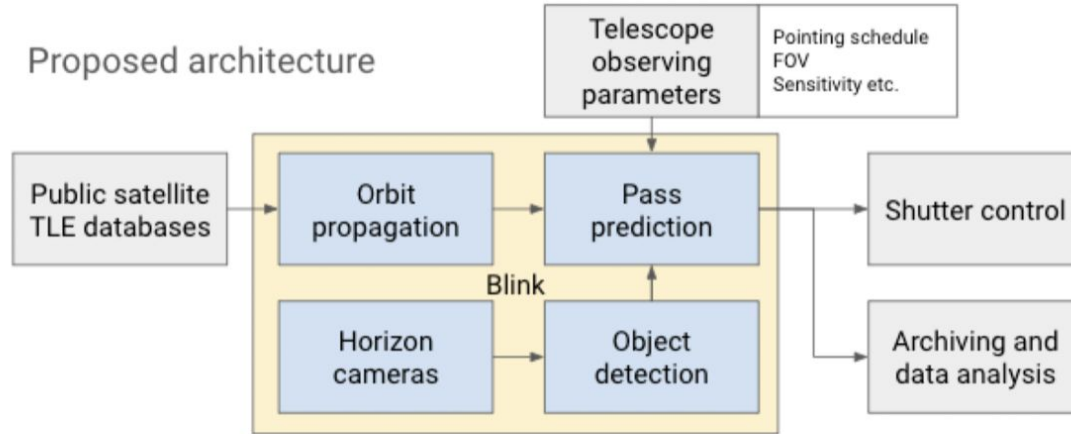 Proposed architecture
Telescope
observing
parameters
Pointing schedule
FOV
Sensitivity etc.
Public satellite
TLE databases
Orbit
propagation
Pass
prediction
Shutter control
Blink
Horizon
cameras
Object
detection
Archiving and
data analysis